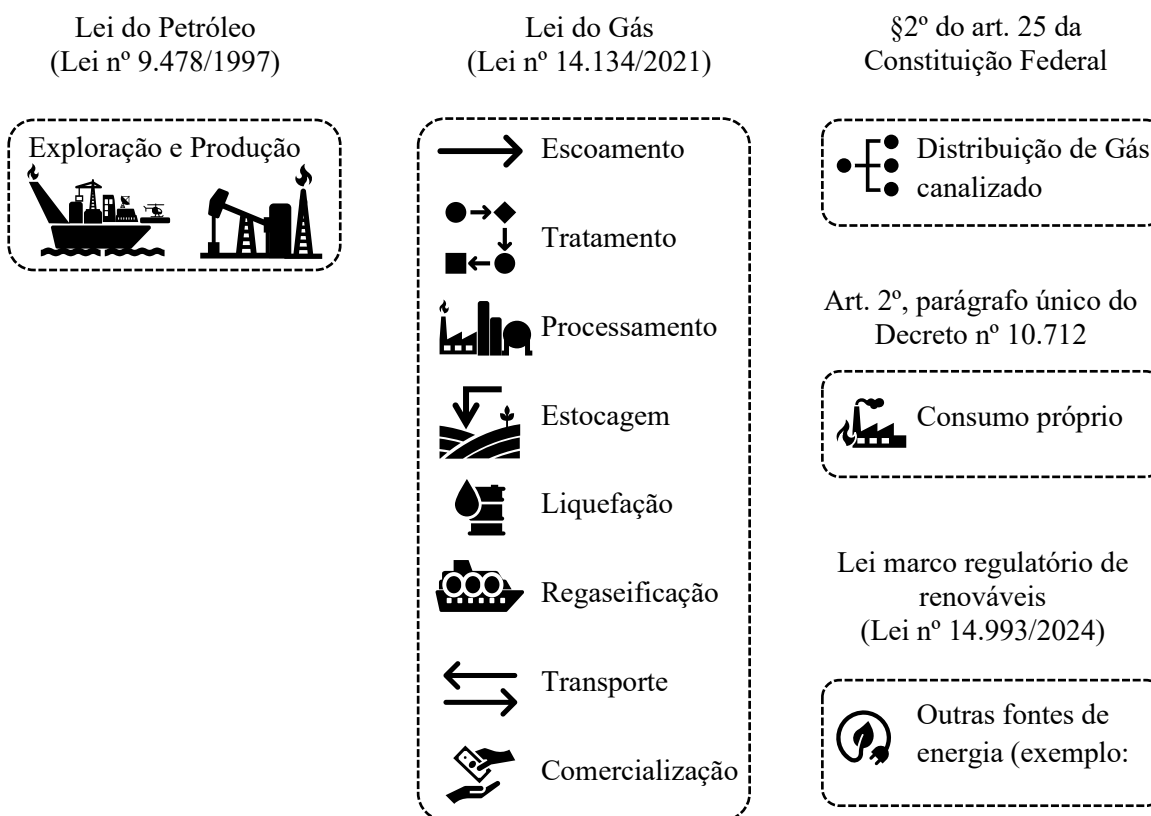 Lei do Petróleo
(Lei nº 9.478/1997)
Exploração e Produção
Lei do Gás
(Lei nº 14.134/2021)
Escoamento
Tratamento
Processamento
Estocagem
Liquefação
Regaseificação
Transporte
Comercialização
§2º do art. 25 da
Constituição Federal
Distribuição de Gás
canalizado
Art. 2º, parágrafo único do
Decreto nº 10.712
Consumo próprio
Lei marco regulatório de
renováveis
(Lei nº 14.993/2024)
Outras fontes de
energia (exemplo: